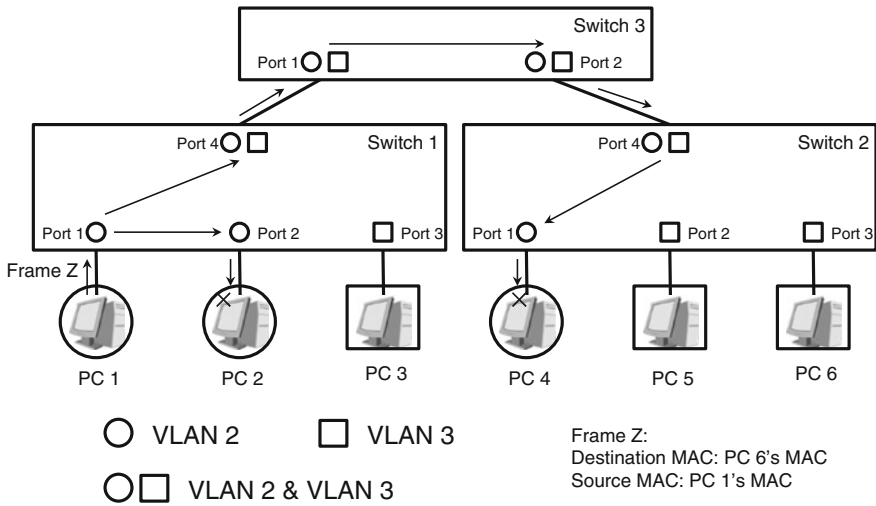 Switch 3
Port 1
Port 2
Port 4
Switch 1
Port 4
Switch 2
Port 1
Port 2
Port 3
Port 1
Port 2
Port 3
Frame Z
PC 1
PC 2
PC 3
PC 4
PC 5
PC 6
VLAN 2
VLAN 3
VLAN 2 & VLAN 3
Frame Z:
Destination MAC: PC 6's MAC
Source MAC: PC 1's MAC